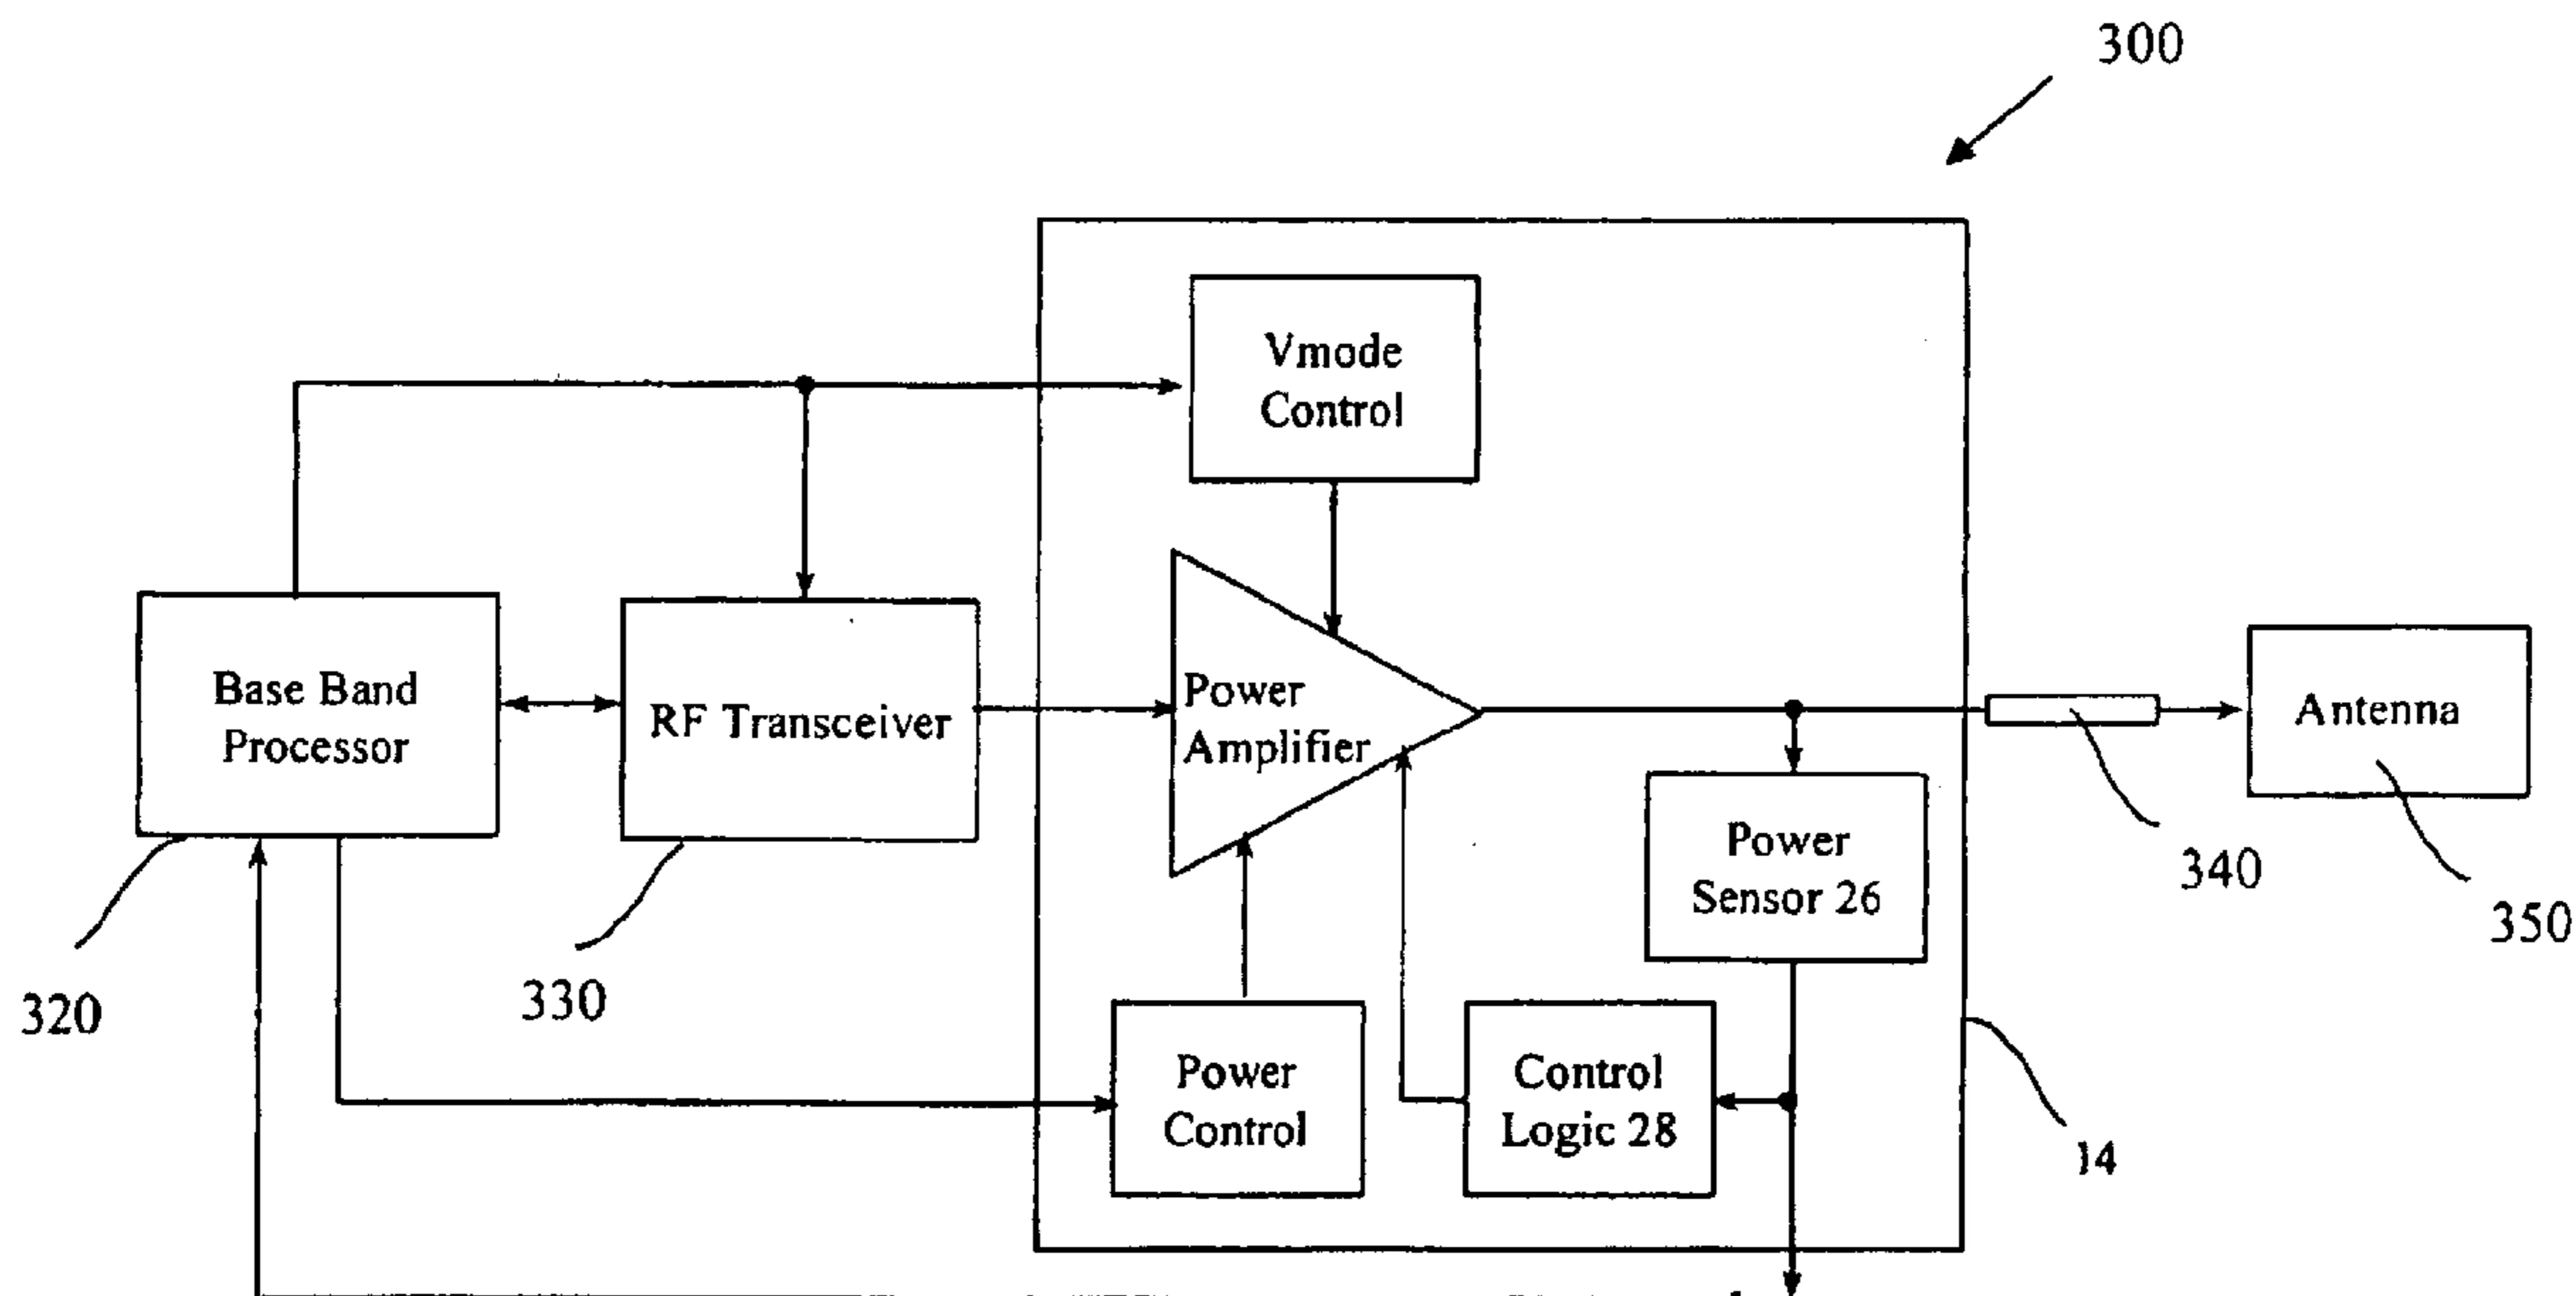 300
Vmode
Control
Base Band
Processor
RF Transceiver
Power
Amplifier
Antenna
Power
Sensor 26
340
350
320
330
Power
Control
Control
Logic 28
14